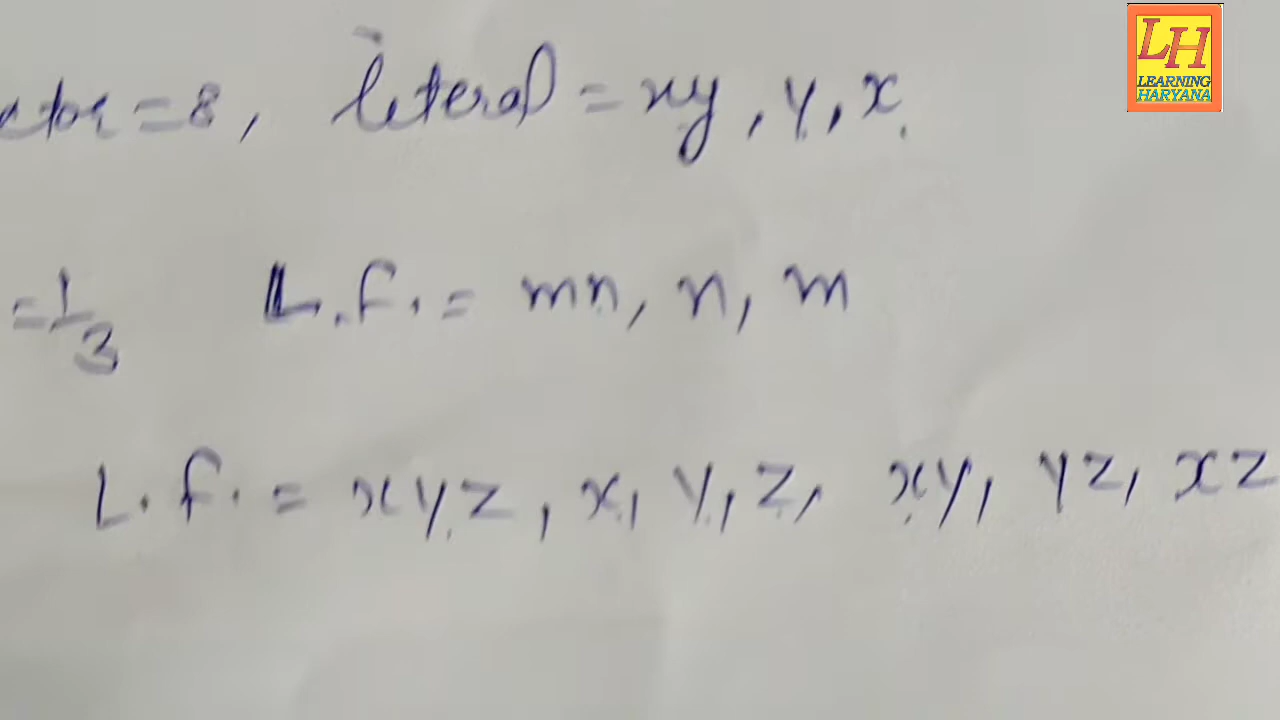 ctor = 8, literal = xy, y, x
= 1/3 L.f. = mn, n, m
L.f. = xyz, x, y, z, xy, yz, xz
LH
LEARNING
HARYANA